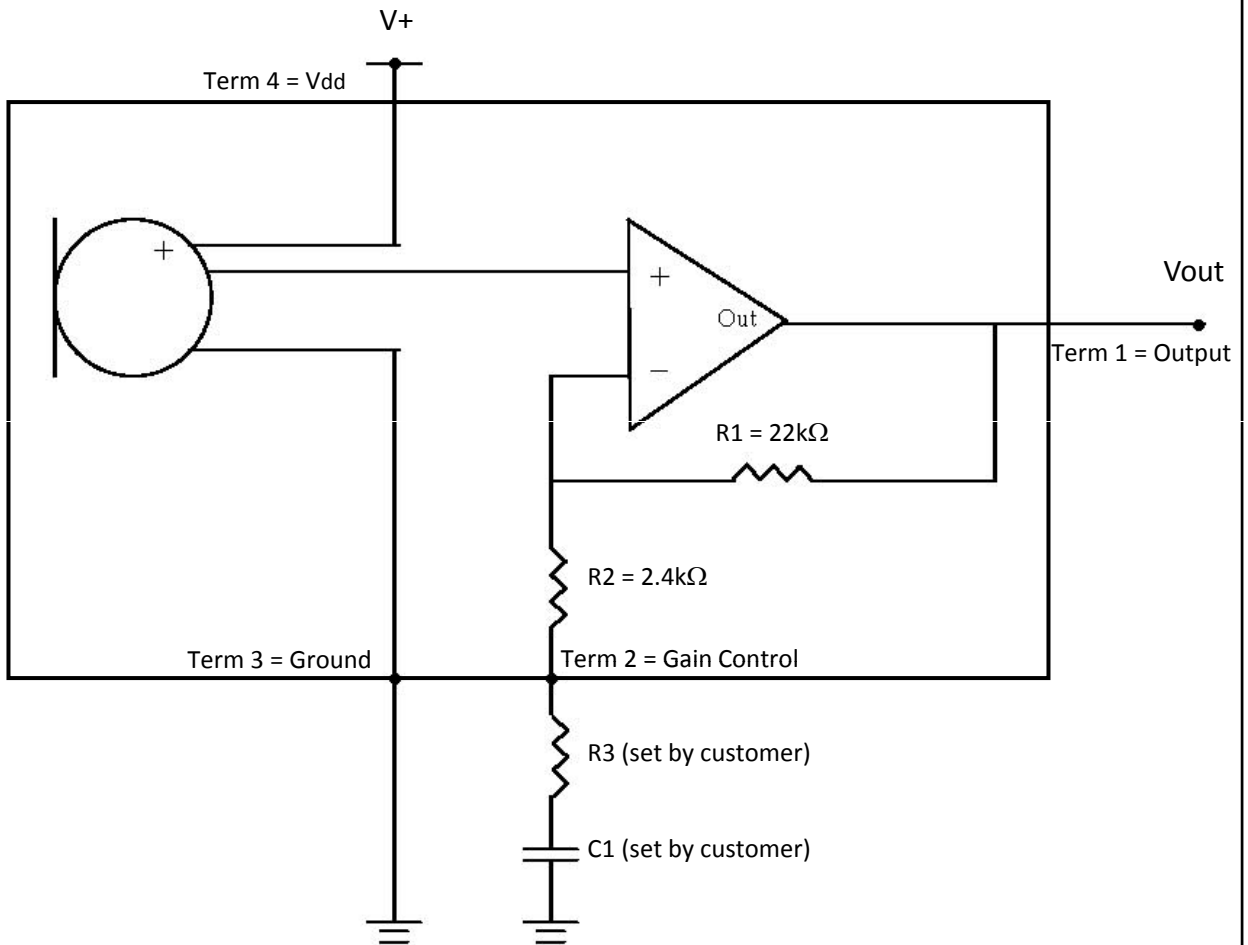 V+
Term 4 = Vdd
+
+
Out
Vout
−
Term 1 = Output
R1 = 22kΩ
R2 = 2.4kΩ
Term 3 = Ground
Term 2 = Gain Control
R3 (set by customer)
C1 (set by customer)